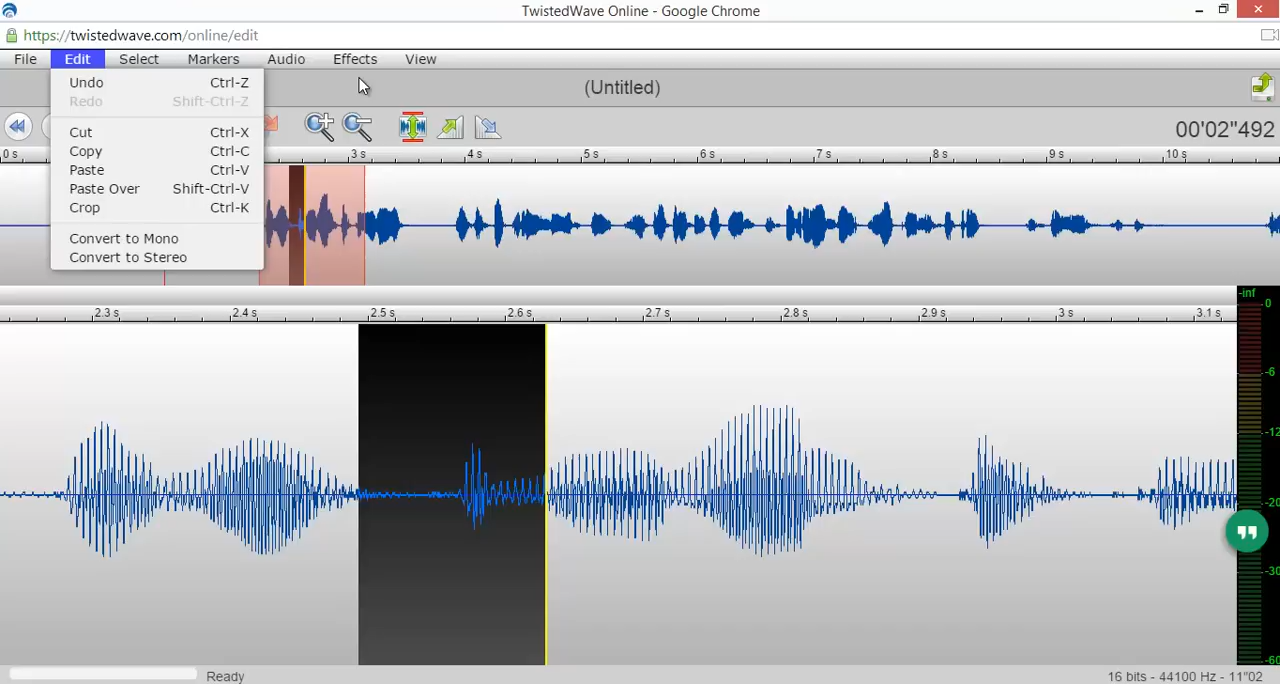 TwistedWave Online - Google Chrome
https://twistedwave.com/online/edit
File Edit Select Markers Audio Effects View
(Untitled)
Undo Ctrl-Z
Redo Shift-Ctrl-Z
Cut Ctrl-X
Copy Ctrl-C
Paste Ctrl-V
Paste Over Shift-Ctrl-V
Crop Ctrl-K
Convert to Mono
Convert to Stereo
00'02"492
0 s 3 s 4 s 5 s 6 s 7 s 8 s 9 s 10 s
2.3 s 2.4 s 2.5 s 2.6 s 2.7 s 2.8 s 2.9 s 3 s 3.1 s
-inf
0
-6
-12
-20
-30
-60
Ready
16 bits - 44100 Hz - 11"02